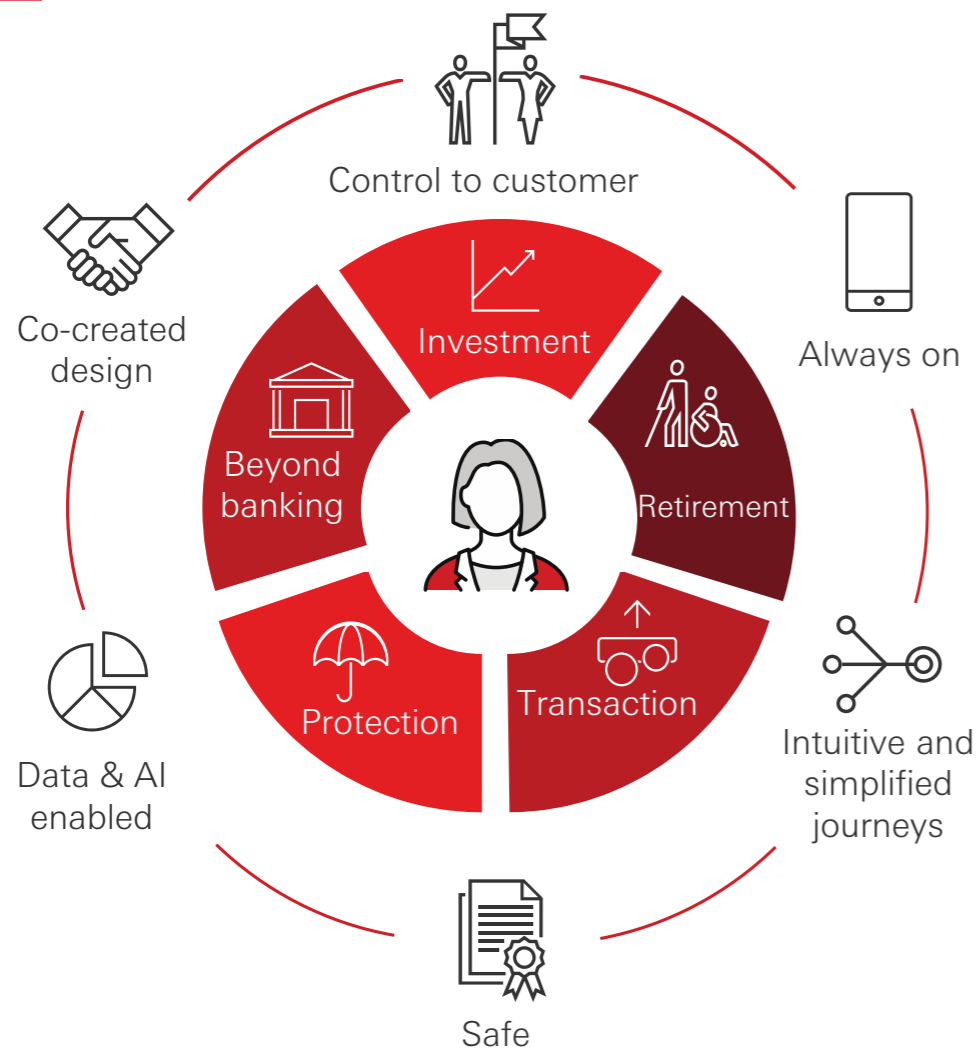 Control to customer
Co-created
design
Always on
Investment
Beyond
banking
Retirement
Protection
Transaction
Data & AI
enabled
Intuitive and
simplified
journeys
Safe